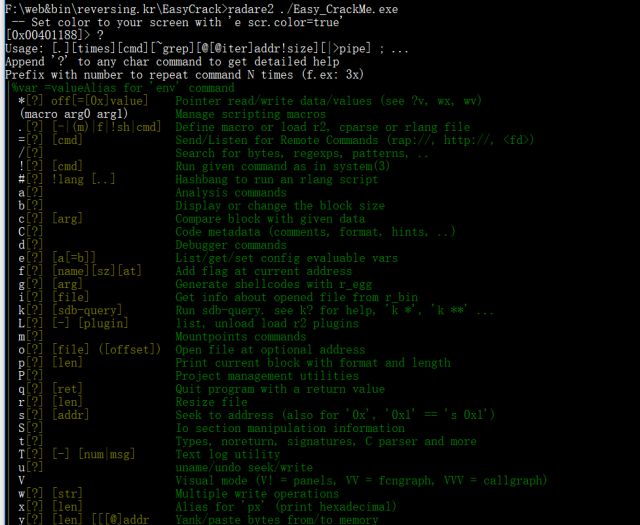 F:\web&bin\reversing.kr\EasyCrack>radare2 ./Easy_CrackMe.exe
 -- Set color to your screen with 'e scr.color=true'
[0x00401188]> ?
Usage: [.][times][cmd][~grep][@[@iter]addr!size][|>pipe] ; ...
Append '?' to any char command to get detailed help
Prefix with number to repeat command N times (f.ex: 3x)
|%var =valueAlias for 'env' command
*[?] off[=[0x]value]    Pointer read/write data/values (see ?v, wx, wv)
(macro arg0 arg1)       Manage scripting macros
.[?] [-|(m)|f|!sh|cmd]  Define macro or load r2, cparse or rlang file
=[?] [cmd]              Send/Listen for Remote Commands (rap://, http://, <fd>)
/[?]                    Search for bytes, regexps, patterns, ..
![?] [cmd]              Run given command as in system(3)
#[?] !lang [..]         Hashbang to run an rlang script
a[?]                    Analysis commands
b[?]                    Display or change the block size
c[?] [arg]              Compare block with given data
C[?]                    Code metadata (comments, format, hints, ..)
d[?]                    Debugger commands
e[?] [a[=b]]            List/get/set config evaluable vars
f[?] [name][sz][at]     Add flag at current address
g[?] [arg]              Generate shellcodes with r_egg
i[?] [file]             Get info about opened file from r_bin
k[?] [sdb-query]        Run sdb-query. see k? for help, 'k *', 'k **' ...
L[?] [-] [plugin]       list, unload load r2 plugins
m[?]                    Mountpoints commands
o[?] [file] ([offset])  Open file at optional address
p[?] [len]              Print current block with format and length
P[?]                    Project management utilities
q[?] [ret]              Quit program with a return value
r[?] [len]              Resize file
s[?] [addr]             Seek to address (also for '0x', '0x1' == 's 0x1')
S[?]                    Io section manipulation information
t[?]                    Types, noreturn, signatures, C parser and more
T[?] [-] [num|msg]      Text log utility
u[?]                    uname/undo seek/write
V                       Visual mode (V! = panels, VV = fcngraph, VVV = callgraph)
w[?] [str]              Multiple write operations
x[?] [len]              Alias for 'px' (print hexadecimal)
y[?] [len] [[[@]addr    Yank/paste bytes from/to memory